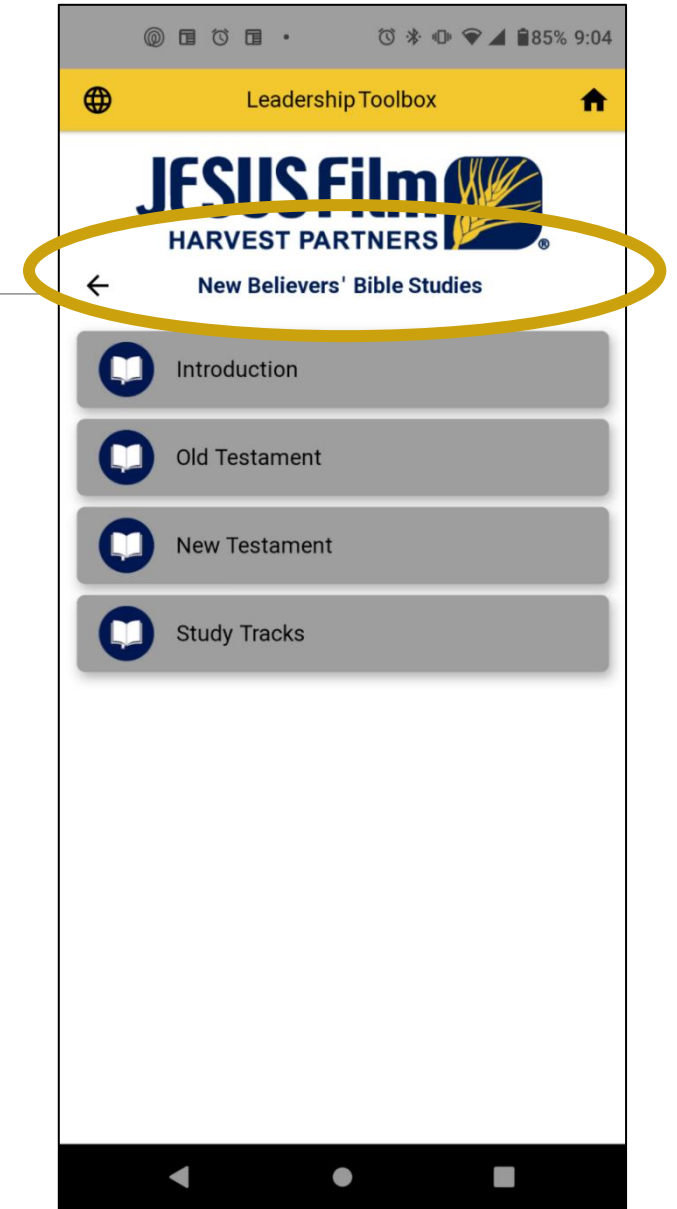 85% 9:04
Leadership Toolbox
JESUS Film
HARVEST PARTNERS
®
New Believers' Bible Studies
Introduction
Old Testament
New Testament
Study Tracks